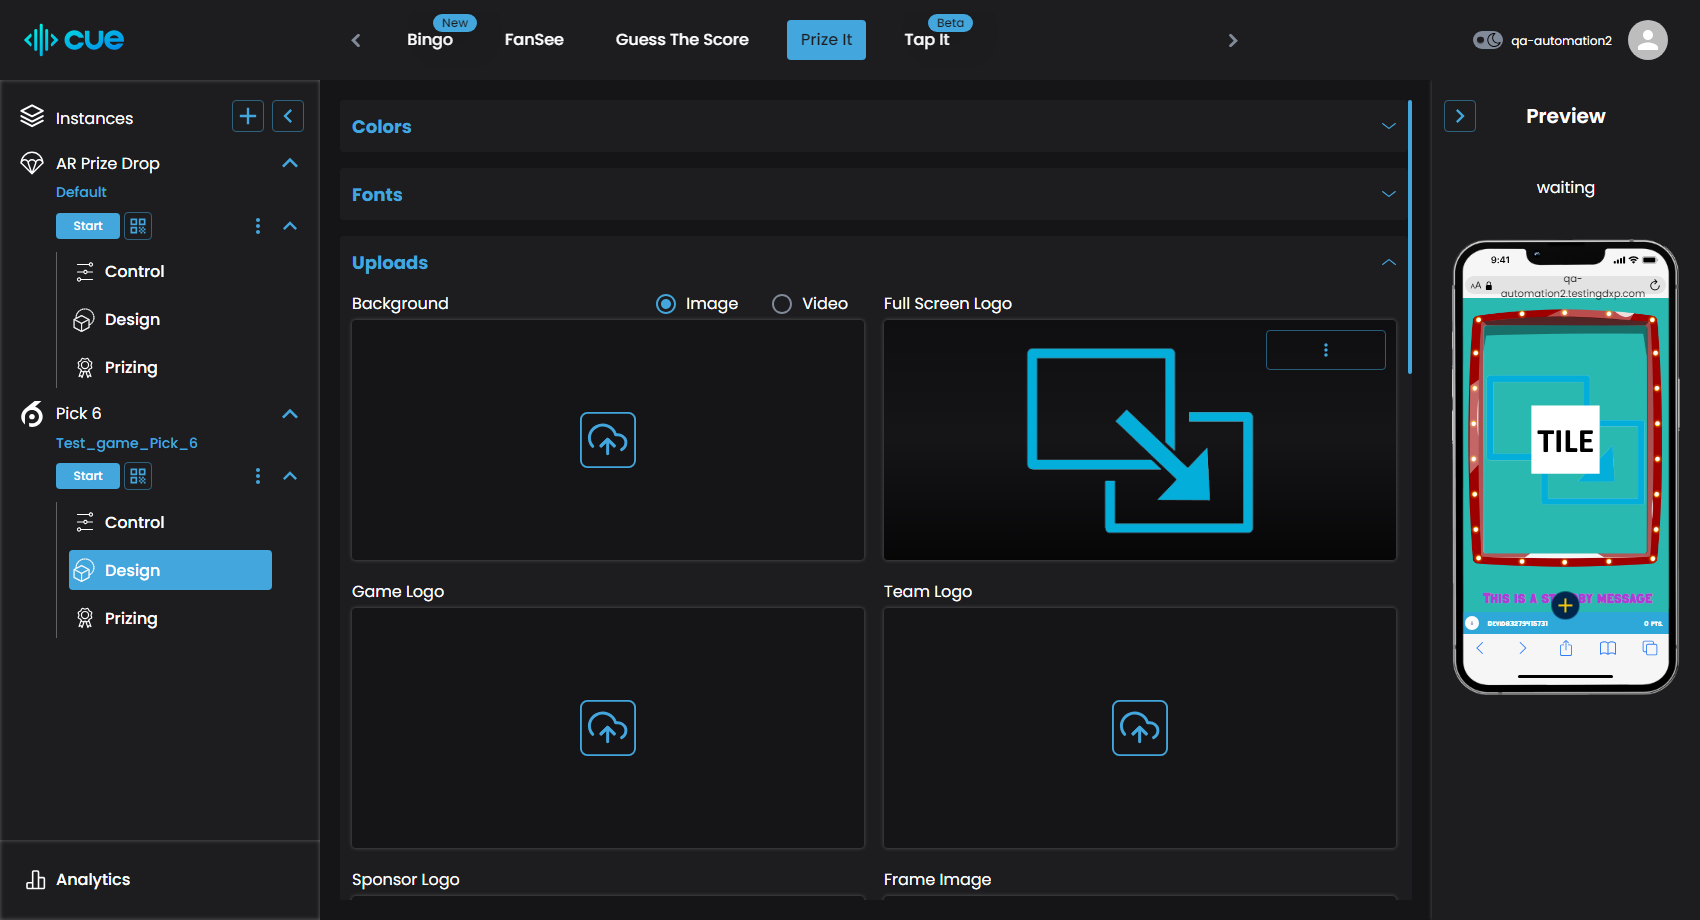 cue
New
Bingo
FanSee
Guess The Score
Prize It
Beta
Tap It
qa-automation2
Instances
AR Prize Drop
Default
Start
Control
Design
Prizing
Pick 6
Test_game_Pick_6
Start
Control
Design
Prizing
Analytics
Colors
Fonts
Uploads
Background
Image
Video
Full Screen Logo
Game Logo
Team Logo
Sponsor Logo
Frame Image
Preview
waiting
9:41
AA
qa-
automation2.testingdxp.com
TILE
THIS IS A ST BY MESSAGE
0 PTS.